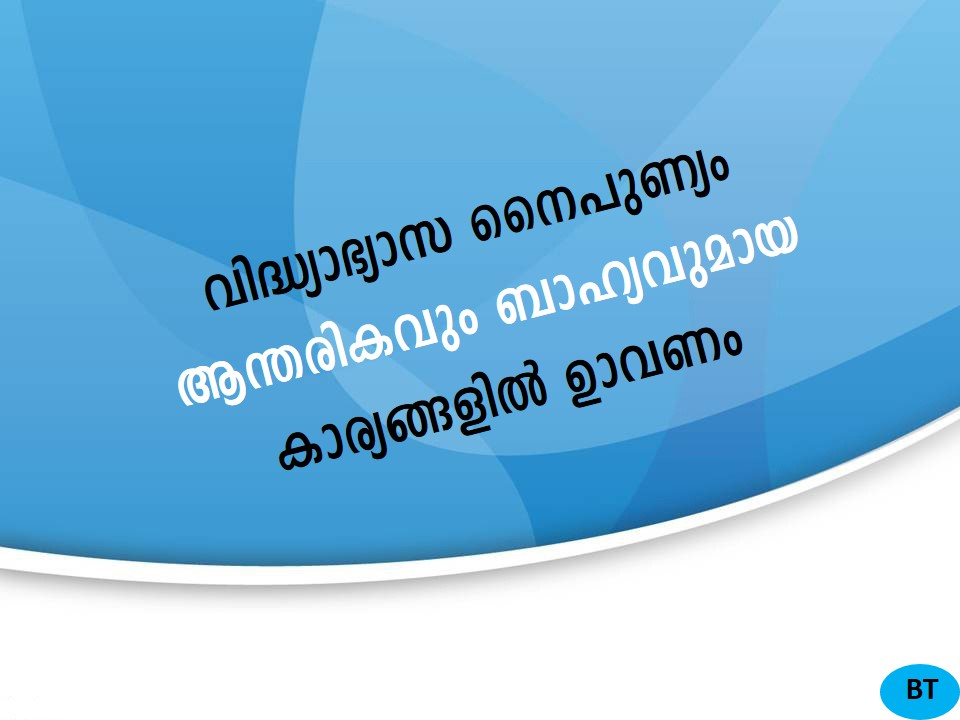 വിദ്ധ്യാഭ്യാസ നൈപുണ്യം
ആന്തരികവും ബാഹ്യവുമായ
കാര്യങ്ങളിൽ ഉാവണം
BT